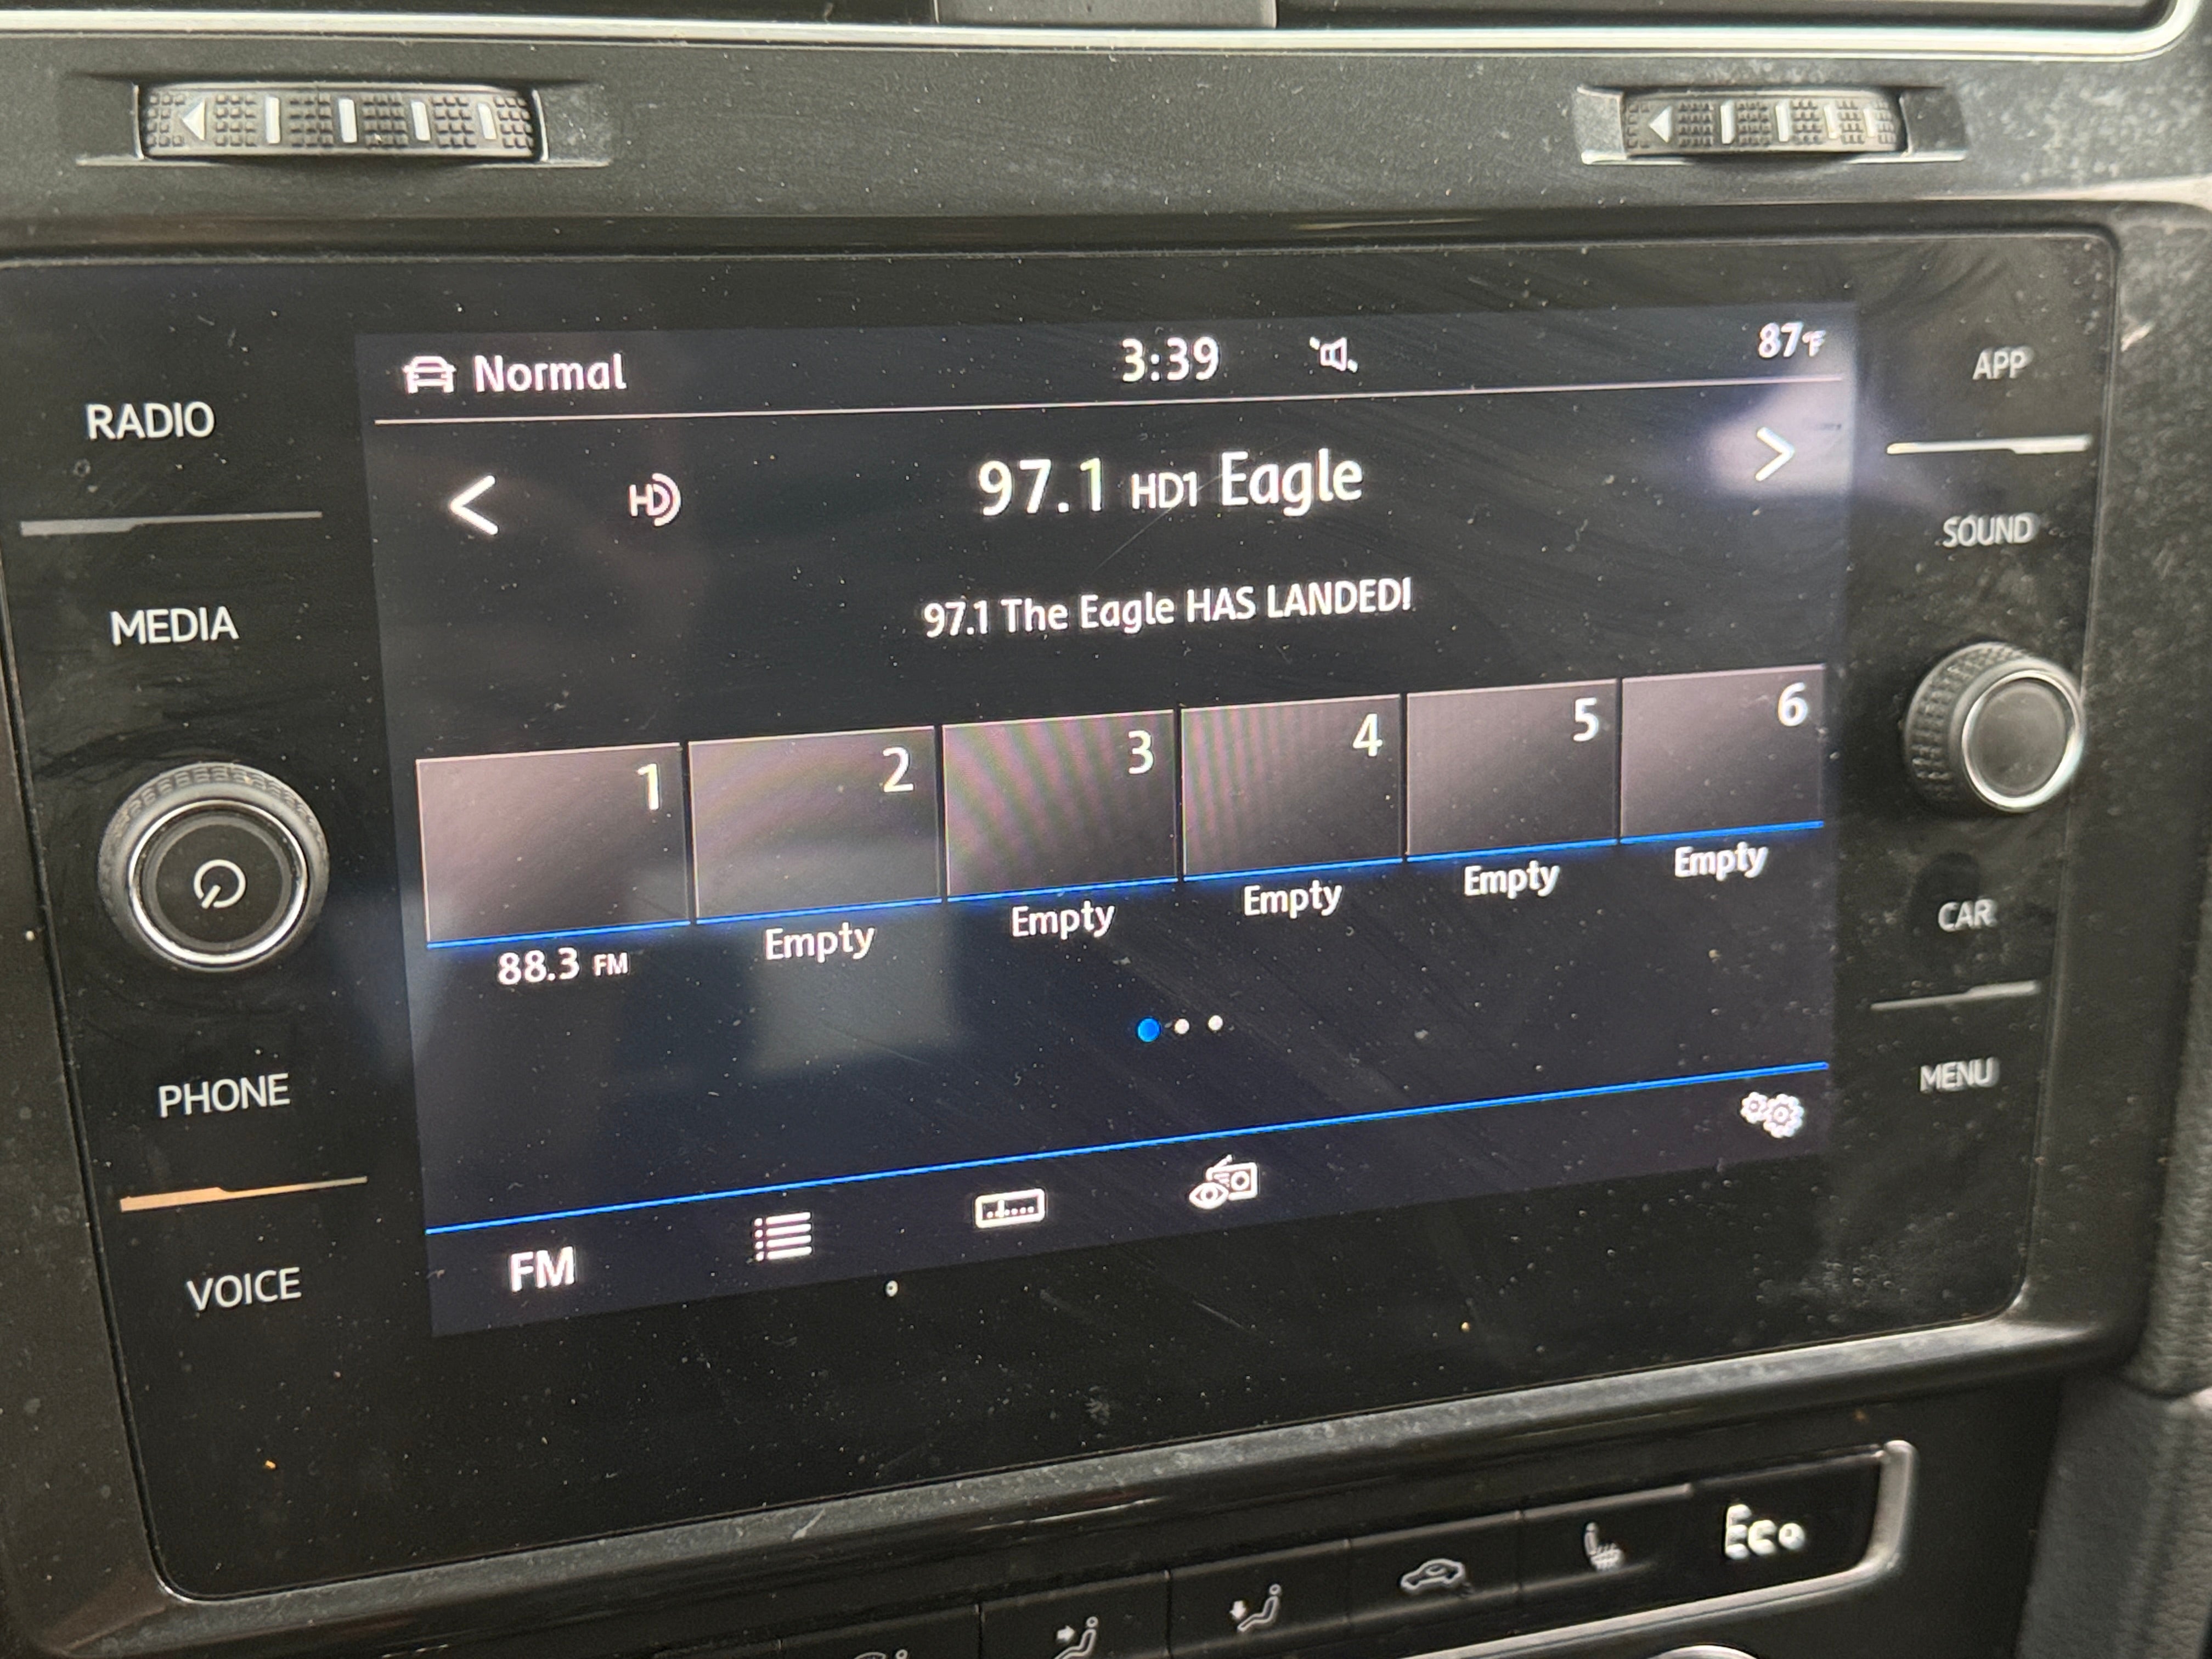 Normal 3:39 87°F
RADIO
APP
97.1 HD1 Eagle
HD
SOUND
MEDIA
97.1 The Eagle HAS LANDED!
1 2 3 4 5 6
88.3 FM Empty Empty Empty Empty Empty
CAR
PHONE
MENU
VOICE
FM
Eco